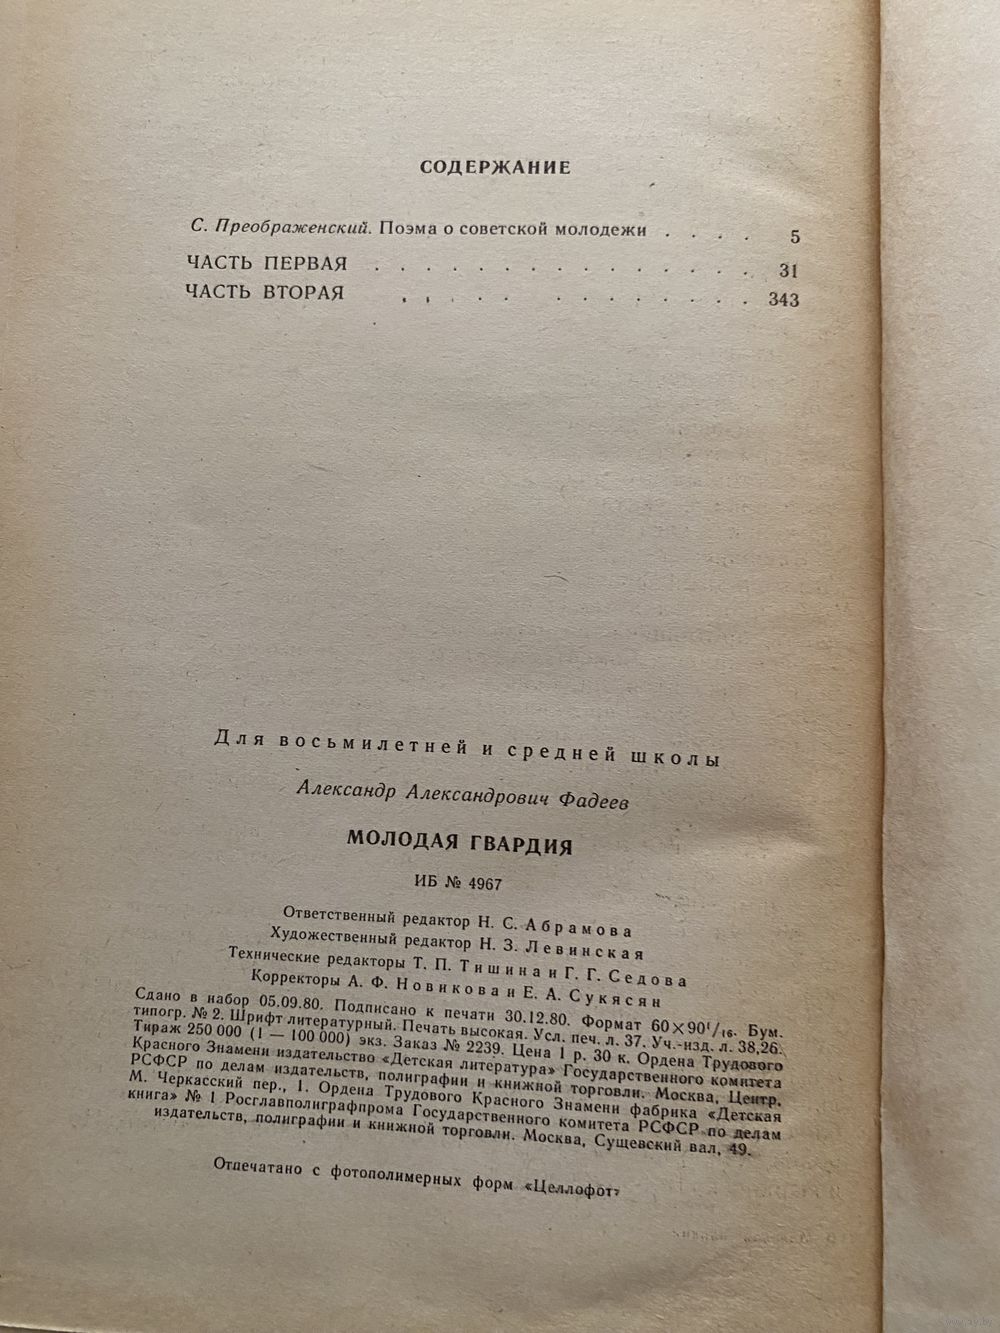 СОДЕРЖАНИЕ
С. Преображенский. Поэма о советской молодежи . . . . 5
ЧАСТЬ ПЕРВАЯ . . . . . . . . . . . . . . . 31
ЧАСТЬ ВТОРАЯ . . . . . . . . . . . . . 343
Для восьмилетней и средней школы
Александр Александрович Фадеев
МОЛОДАЯ ГВАРДИЯ
ИБ № 4967
Ответственный редактор Н. С. Абрамова
Художественный редактор Н. З. Левинская
Технические редакторы Т. П. Тишина и Г. Г. Седова
Корректоры А. Ф. Новикова и Е. А. Сукясян
Сдано в набор 05.09.80. Подписано к печати 30.12.80. Формат 60×90¹/₁₆. Бум.
типогр. № 2. Шрифт литературный. Печать высокая. Усл. печ. л. 37. Уч.-изд. л. 38,26.
Тираж 250 000 (1 — 100 000) экз. Заказ № 2239. Цена 1 р. 30 к. Ордена Трудового
Красного Знамени издательство «Детская литература» Государственного комитета
РСФСР по делам издательств, полиграфии и книжной торговли. Москва, Центр,
М. Черкасский пер., 1. Ордена Трудового Красного Знамени фабрика «Детская
книга» № 1 Росглавполиграфпрома Государственного комитета РСФСР по делам
издательств, полиграфии и книжной торговли. Москва, Сущевский вал, 49.
Отпечатано с фотополимерных форм «Целлофот»